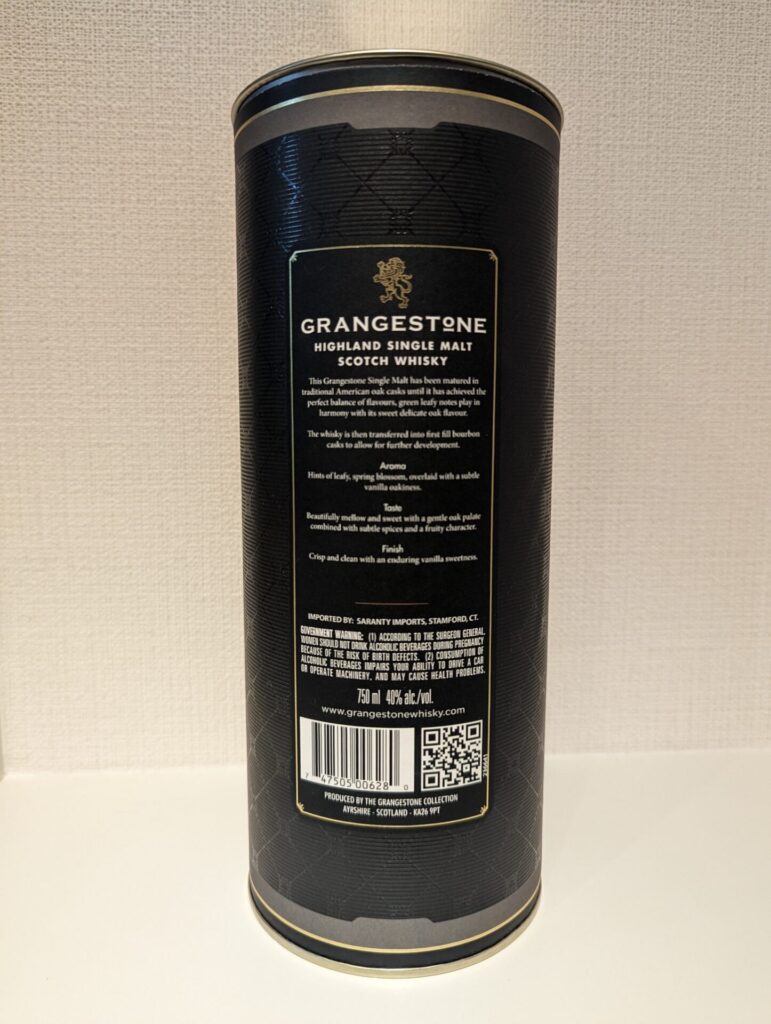 GRANGESTONE
HIGHLAND SINGLE MALT
SCOTCH WHISKY
This Grangestone Single Malt has been matured in
traditional American oak casks until it has achieved the
perfect balance of flavours, green leafy notes play in
harmony with its sweet delicate oak flavour.
The whisky is then transferred into first fill bourbon
casks to allow for further development.
Aroma
Hints of leafy, spring blossom, overlaid with a subtle
vanilla oakiness.
Taste
Beautifully mellow and sweet with a gentle oak palate
combined with subtle spices and a fruity character.
Finish
Crisp and clean with an enduring vanilla sweetness.
IMPORTED BY: SARANTY IMPORTS, STAMFORD, CT.
GOVERNMENT WARNING: (1) ACCORDING TO THE SURGEON GENERAL,
WOMEN SHOULD NOT DRINK ALCOHOLIC BEVERAGES DURING PREGNANCY
BECAUSE OF THE RISK OF BIRTH DEFECTS. (2) CONSUMPTION OF
ALCOHOLIC BEVERAGES IMPAIRS YOUR ABILITY TO DRIVE A CAR
OR OPERATE MACHINERY, AND MAY CAUSE HEALTH PROBLEMS.
750 ml 40% alc./vol.
www.grangestonewhisky.com
7 47505 00628 0
PRODUCED BY THE GRANGESTONE COLLECTION
AYRSHIRE - SCOTLAND - KA26 9PT